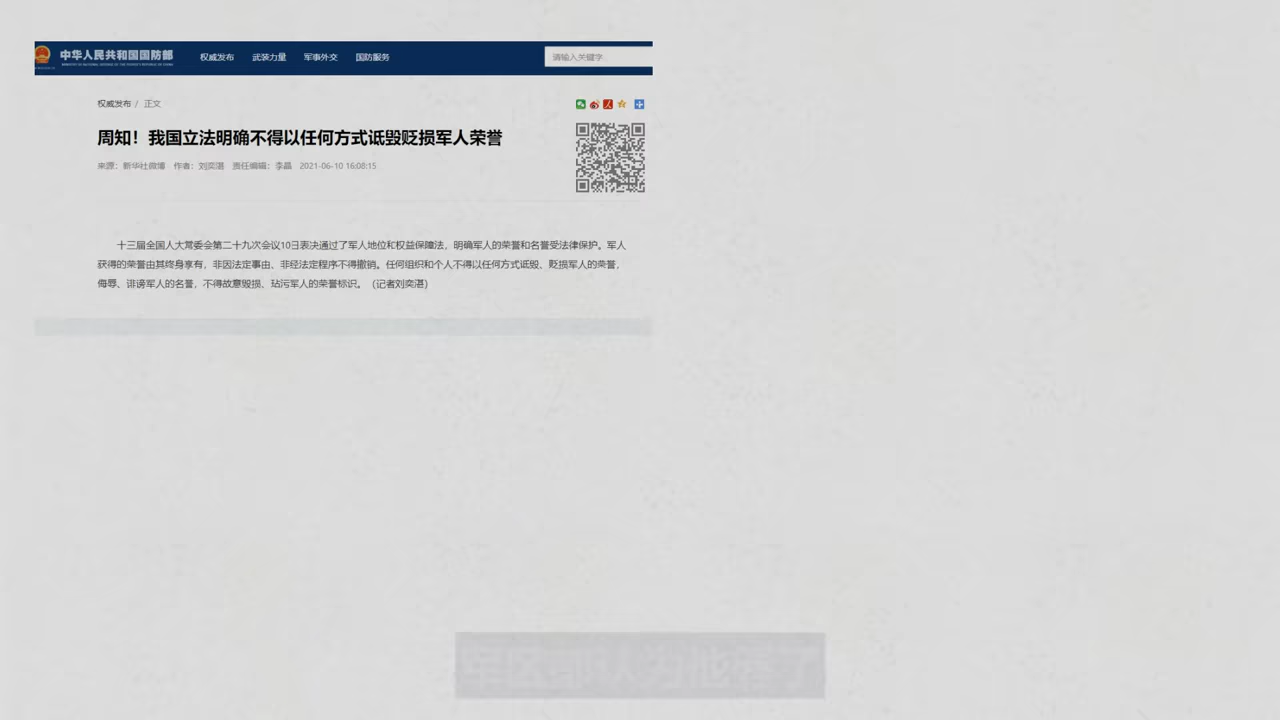 中华人民共和国国防部
MINISTRY OF NATIONAL DEFENSE OF THE PEOPLE'S REPUBLIC OF CHINA
权威发布 武装力量 军事外交 国防服务
请输入关键字
权威发布 / 正文
周知！我国立法明确不得以任何方式诋毁贬损军人荣誉
来源：新华社微博 作者：刘奕湛 责任编辑：李晶 2021-06-10 16:08:15
十三届全国人大常委会第二十九次会议10日表决通过了军人地位和权益保障法，明确军人的荣誉和名誉受法律保护。军人
获得的荣誉由其终身享有，非因法定事由、非经法定程序不得撤销。任何组织和个人不得以任何方式诋毁、贬损军人的荣誉，
侮辱、诽谤军人的名誉，不得故意毁损、玷污军人的荣誉标识。（记者刘奕湛）